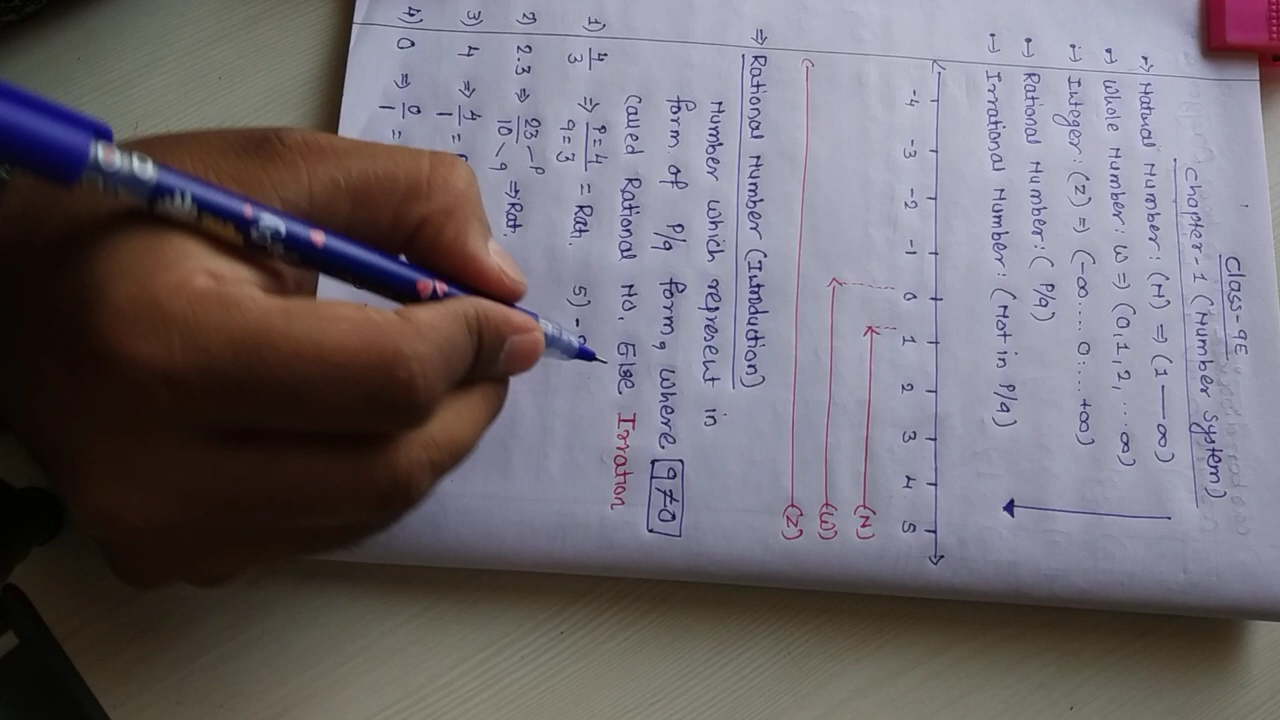 Class-9E
Chapter-1 (Number System)
→ Natural Number: (N) ⇒ (1 — ∞)
→ Whole Number: W ⇒ (0,1,2, ... ∞)
→ Integer: (Z) ⇒ (-∞.... 0.... +∞)
→ Rational Number: ( P/q)
→ Irrational Number: (Not in P/q)
-4 -3 -2 -1 0 1 2 3 4 5
(N)
(W)
(Z)
⇒ Rational Number (Introduction)
Number which represent in
form of P/q form, where q≠0
Called Rational No. Else Irration
1) 4/3 ⇒ P=4 q=3 = Rat. 5) -
2) 2.3 ⇒ 23/10 -P -q ⇒ Rat.
3) 4 ⇒ 4/1 =
4) 0 ⇒ 0/1 =